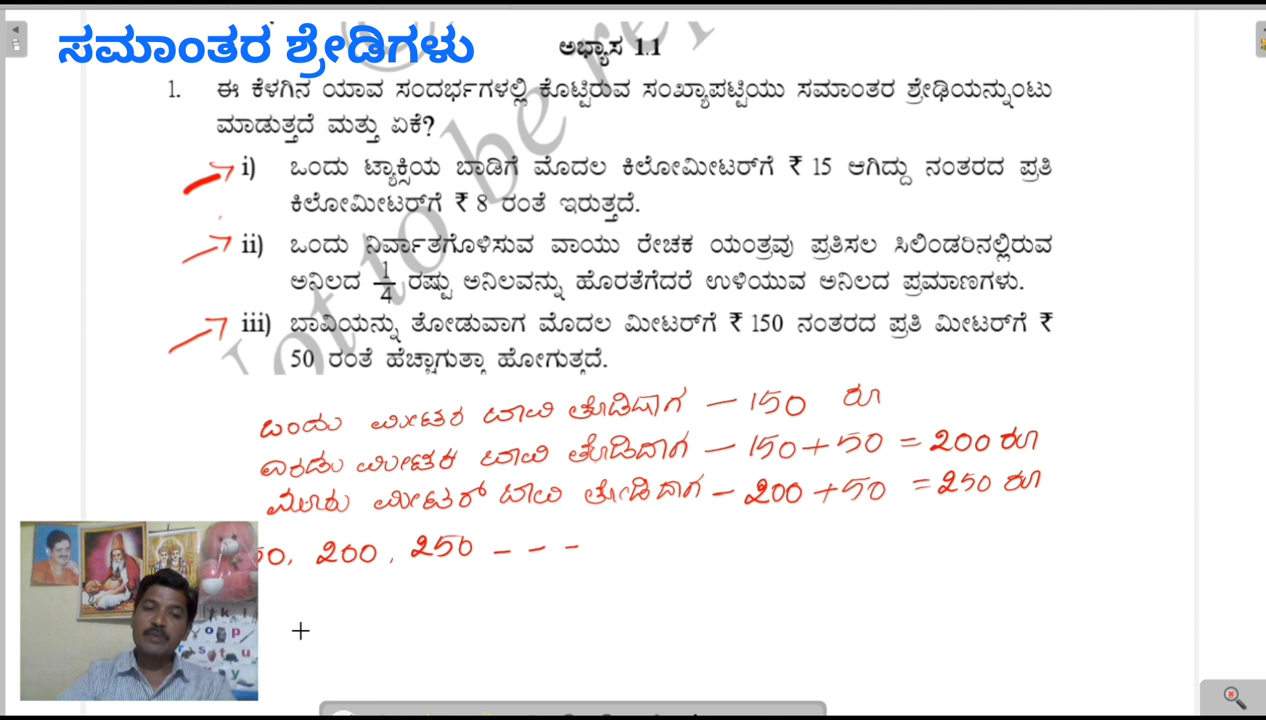 ಸಮಾಂತರ ಶ್ರೇಡಿಗಳು
ಅಭ್ಯಾಸ 1.1
1. ಈ ಕೆಳಗಿನ ಯಾವ ಸಂದರ್ಭಗಳಲ್ಲಿ ಕೊಟ್ಟಿರುವ ಸಂಖ್ಯಾಪಟ್ಟಿಯು ಸಮಾಂತರ ಶ್ರೇಢಿಯನ್ನುಂಟು
ಮಾಡುತ್ತದೆ ಮತ್ತು ಏಕೆ?
i) ಒಂದು ಟ್ಯಾಕ್ಸಿಯ ಬಾಡಿಗೆ ಮೊದಲ ಕಿಲೋಮೀಟರ್‌ಗೆ ₹ 15 ಆಗಿದ್ದು ನಂತರದ ಪ್ರತಿ
ಕಿಲೋಮೀಟರ್‌ಗೆ ₹ 8 ರಂತೆ ಇರುತ್ತದೆ.
ii) ಒಂದು ನಿರ್ವಾತಗೊಳಿಸುವ ವಾಯು ರೇಚಕ ಯಂತ್ರವು ಪ್ರತಿಸಲ ಸಿಲಿಂಡರಿನಲ್ಲಿರುವ
ಅನಿಲದ 1/4 ರಷ್ಟು ಅನಿಲವನ್ನು ಹೊರತೆಗೆದರೆ ಉಳಿಯುವ ಅನಿಲದ ಪ್ರಮಾಣಗಳು.
iii) ಬಾವಿಯನ್ನು ತೋಡುವಾಗ ಮೊದಲ ಮೀಟರ್‌ಗೆ ₹ 150 ನಂತರದ ಪ್ರತಿ ಮೀಟರ್‌ಗೆ ₹
50 ರಂತೆ ಹೆಚ್ಚಾಗುತ್ತಾ ಹೋಗುತ್ತದೆ.
ಒಂದು ಮೀಟರ ಬಾವಿ ತೋಡಿದಾಗ – 150 ರೂ
ಎರಡು ಮೀಟರ ಬಾವಿ ತೋಡಿದಾಗ – 150 + 50 = 200 ರೂ
ಮೂರು ಮೀಟರ್ ಬಾವಿ ತೋಡಿದಾಗ – 200 + 50 = 250 ರೂ
50, 200, 250 – – –